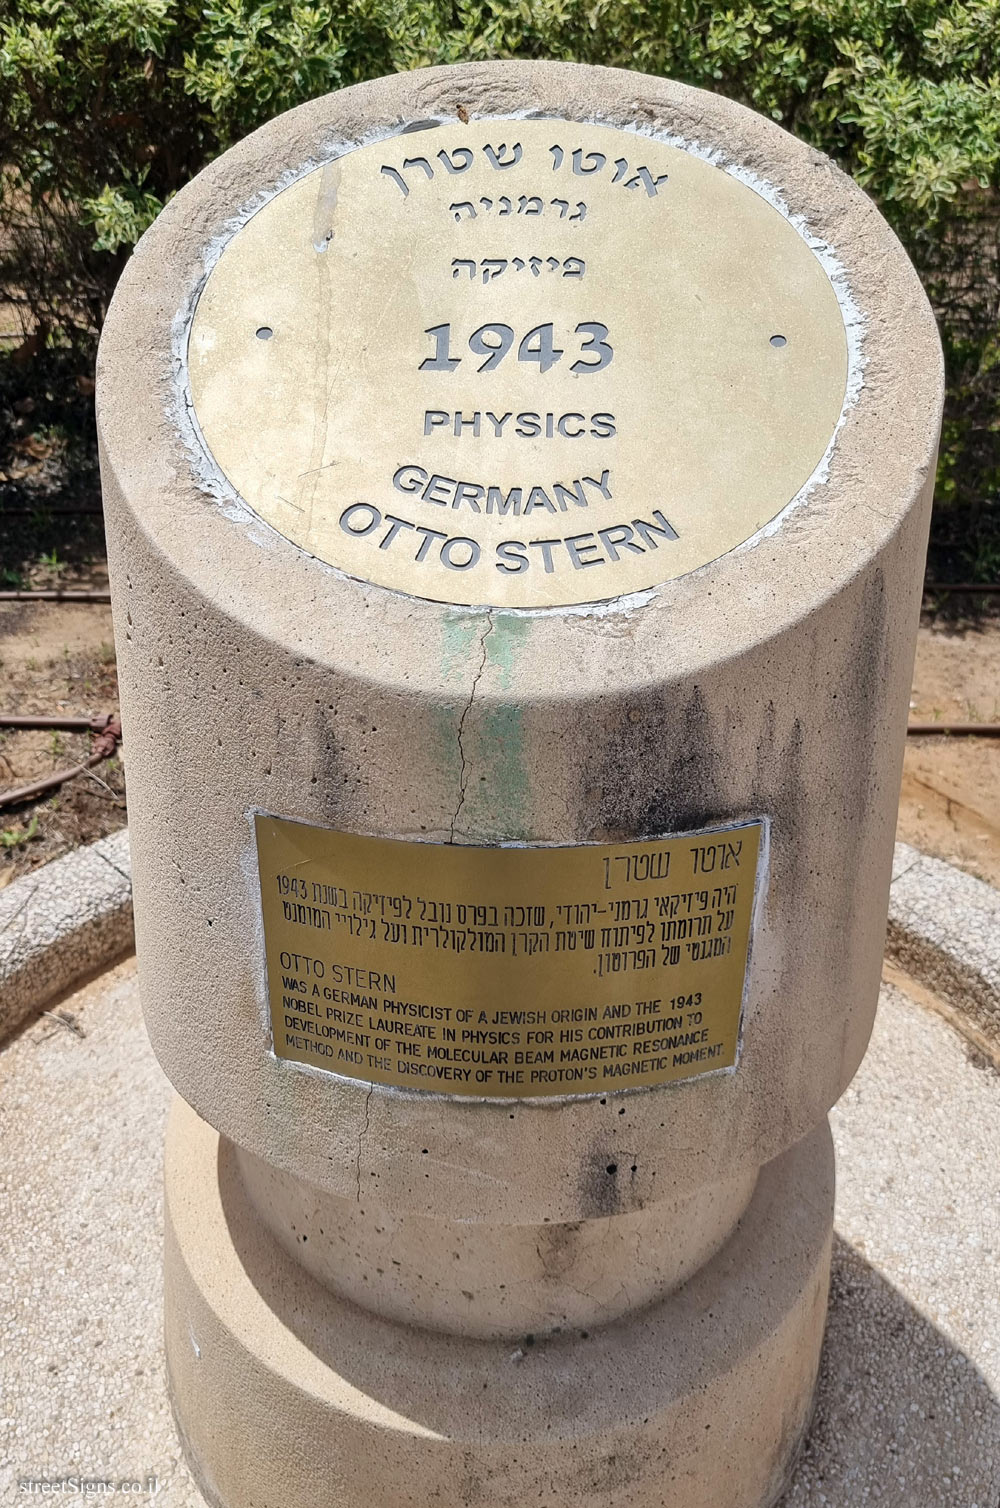 אוטו שטרן
גרמניה
פיזיקה
1943
PHYSICS
GERMANY
OTTO STERN
אוטו שטרן
היה פיזיקאי גרמני-יהודי, שזכה בפרס נובל לפיזיקה בשנת 1943
על תרומתו לפיתוח שיטת הקרן המולקולרית ועל גילויי המומנט
המגנטי של הפרוטון.
OTTO STERN
WAS A GERMAN PHYSICIST OF A JEWISH ORIGIN AND THE 1943
NOBEL PRIZE LAUREATE IN PHYSICS FOR HIS CONTRIBUTION TO
DEVELOPMENT OF THE MOLECULAR BEAM MAGNETIC RESONANCE
METHOD AND THE DISCOVERY OF THE PROTON'S MAGNETIC MOMENT.
streetSigns.co.il